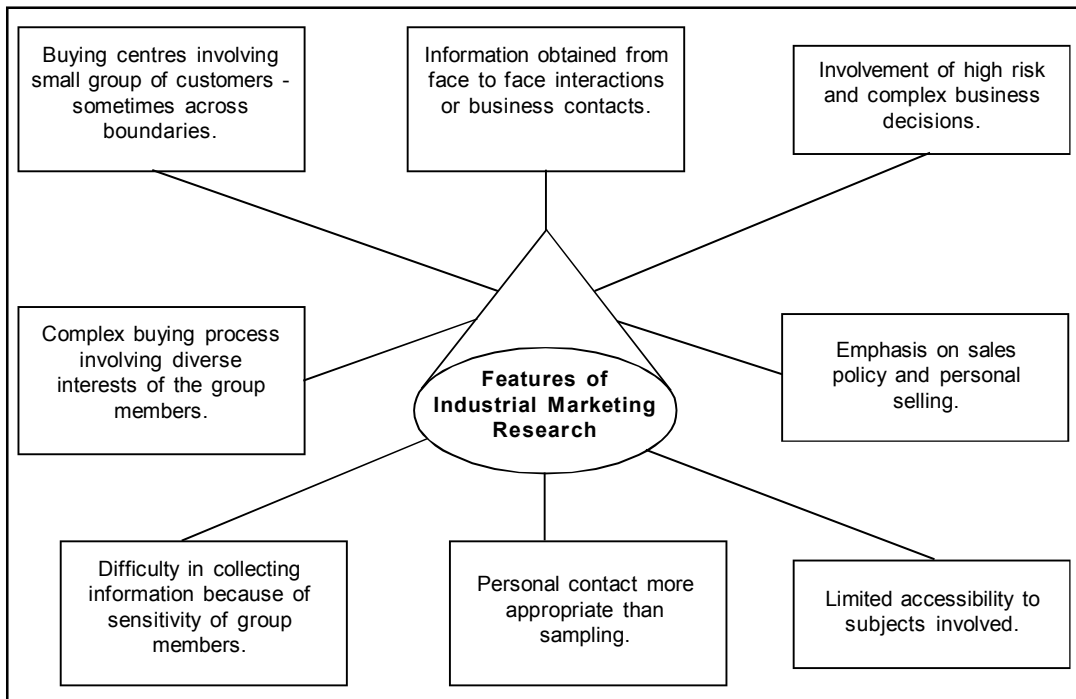 Buying centres involving
small group of customers -
sometimes across
boundaries.
Information obtained from
face to face interactions
or business contacts.
Involvement of high risk
and complex business
decisions.
Complex buying process
involving diverse
interests of the group
members.
Features of
Industrial Marketing
Research
Emphasis on sales
policy and personal
selling.
Difficulty in collecting
information because of
sensitivity of group
members.
Personal contact more
appropriate than
sampling.
Limited accessibility to
subjects involved.